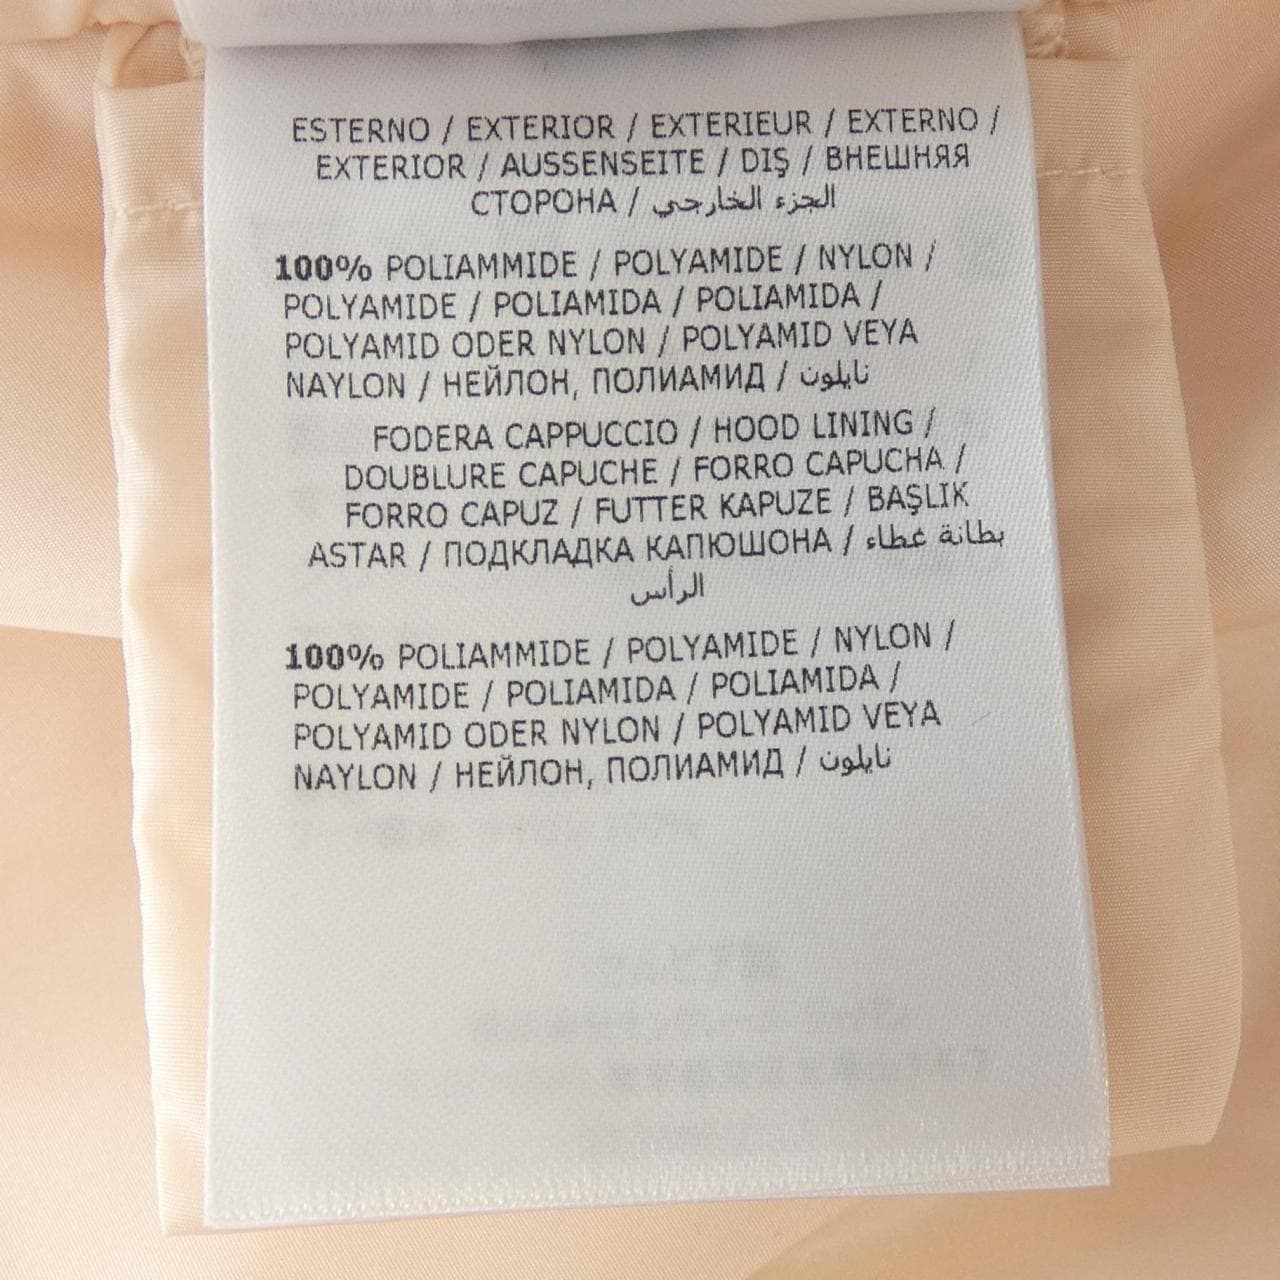 ESTERNO / EXTERIOR / EXTERIEUR / EXTERNO /
EXTERIOR / AUSSENSEITE / DIŞ / ВНЕШНЯЯ
СТОРОНА / الجزء الخارجي
100% POLIAMMIDE / POLYAMIDE / NYLON /
POLYAMIDE / POLIAMIDA / POLIAMIDA /
POLYAMID ODER NYLON / POLYAMID VEYA
NAYLON / НЕЙЛОН, ПОЛИАМИД / نايلون
FODERA CAPPUCCIO / HOOD LINING /
DOUBLURE CAPUCHE / FORRO CAPUCHA /
FORRO CAPUZ / FUTTER KAPUZE / BAŞLIK
ASTAR / ПОДКЛАДКА КАПЮШОНА / بطانة غطاء
الرأس
100% POLIAMMIDE / POLYAMIDE / NYLON /
POLYAMIDE / POLIAMIDA / POLIAMIDA /
POLYAMID ODER NYLON / POLYAMID VEYA
NAYLON / НЕЙЛОН, ПОЛИАМИД / نايلون